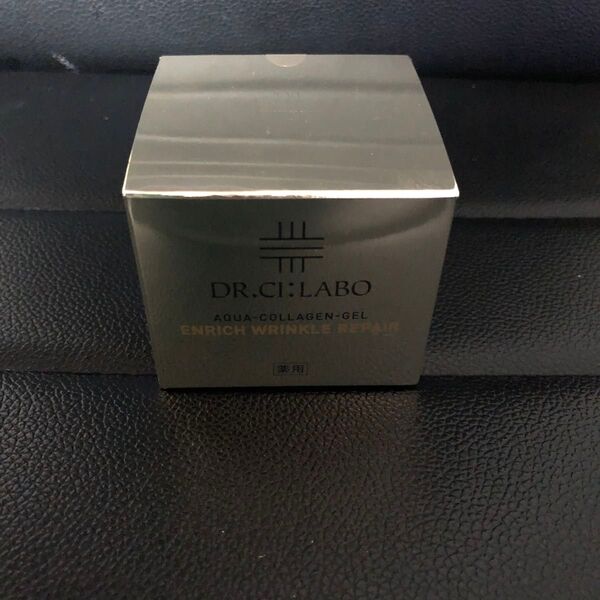 DR.CI:LABO
AQUA-COLLAGEN-GEL
ENRICH WRINKLE REPAIR
薬用